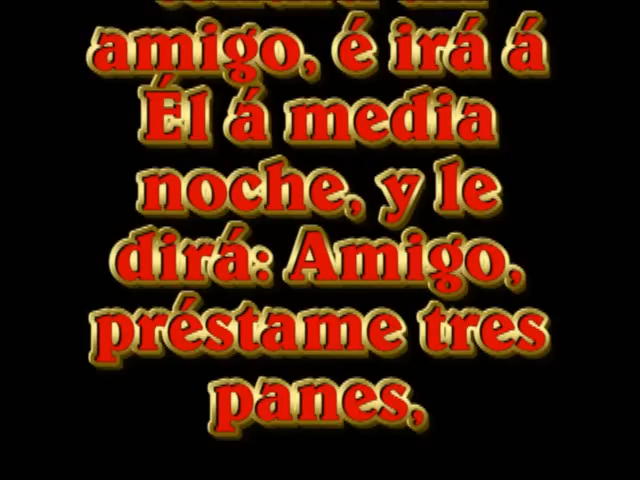 amigo, é irá á
Él á media
noche, y le
dirá: Amigo,
préstame tres
panes,